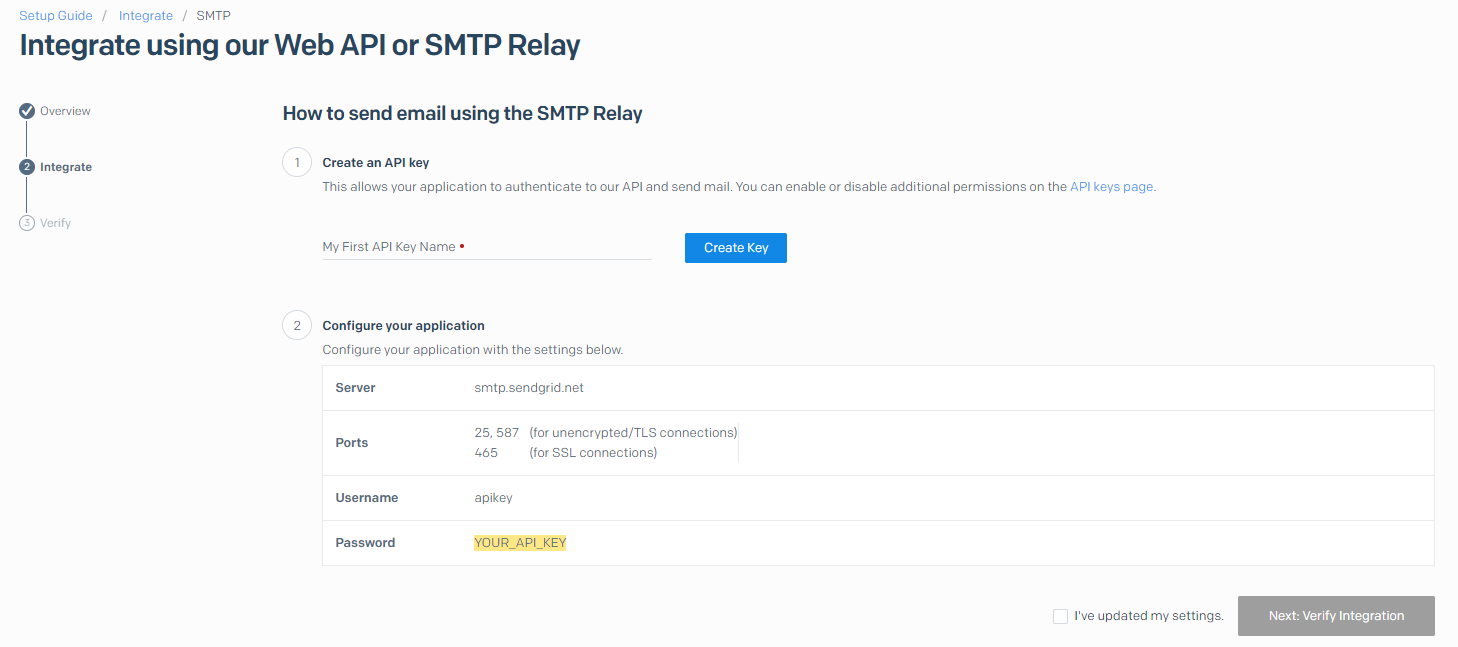 Setup Guide / Integrate / SMTP
Integrate using our Web API or SMTP Relay
Overview
2 Integrate
3 Verify
How to send email using the SMTP Relay
1 Create an API key
This allows your application to authenticate to our API and send mail. You can enable or disable additional permissions on the API keys page.
My First API Key Name •
Create Key
2 Configure your application
Configure your application with the settings below.
Server smtp.sendgrid.net
Ports
25, 587 (for unencrypted/TLS connections)
465 (for SSL connections)
Username apikey
Password YOUR_API_KEY
I've updated my settings.
Next: Verify Integration